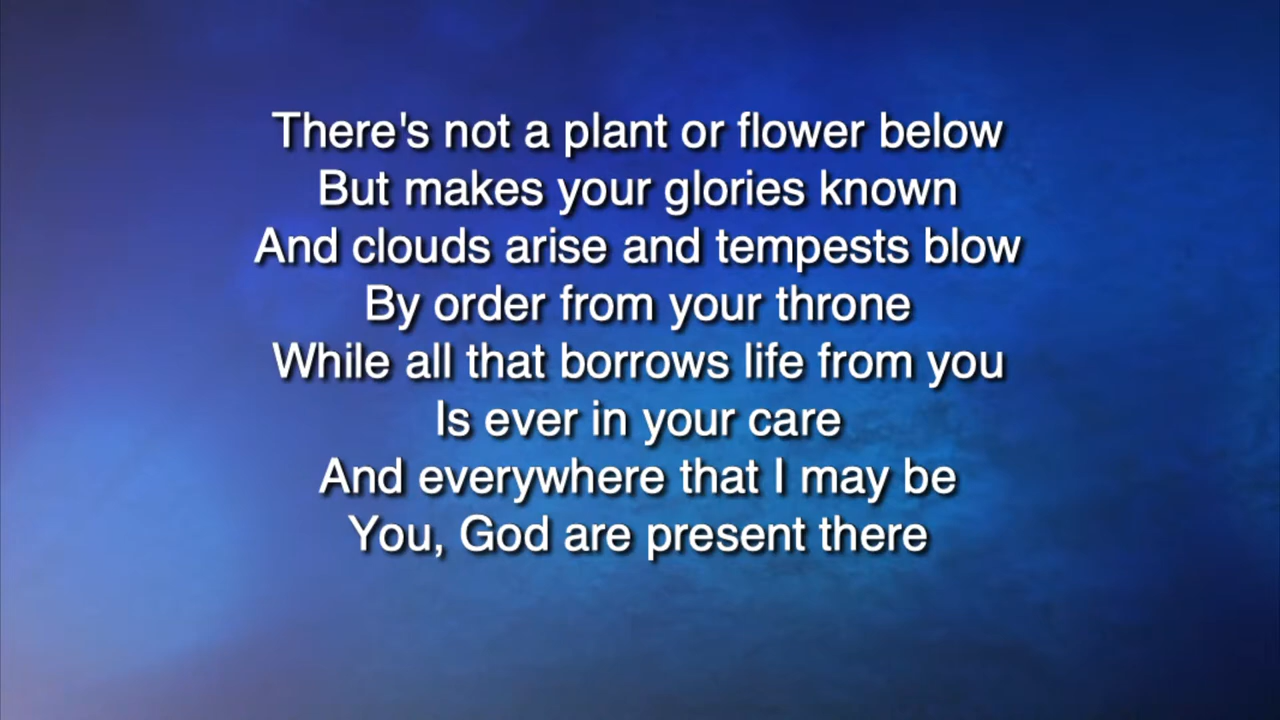 There's not a plant or flower below
But makes your glories known
And clouds arise and tempests blow
By order from your throne
While all that borrows life from you
Is ever in your care
And everywhere that I may be
You, God are present there